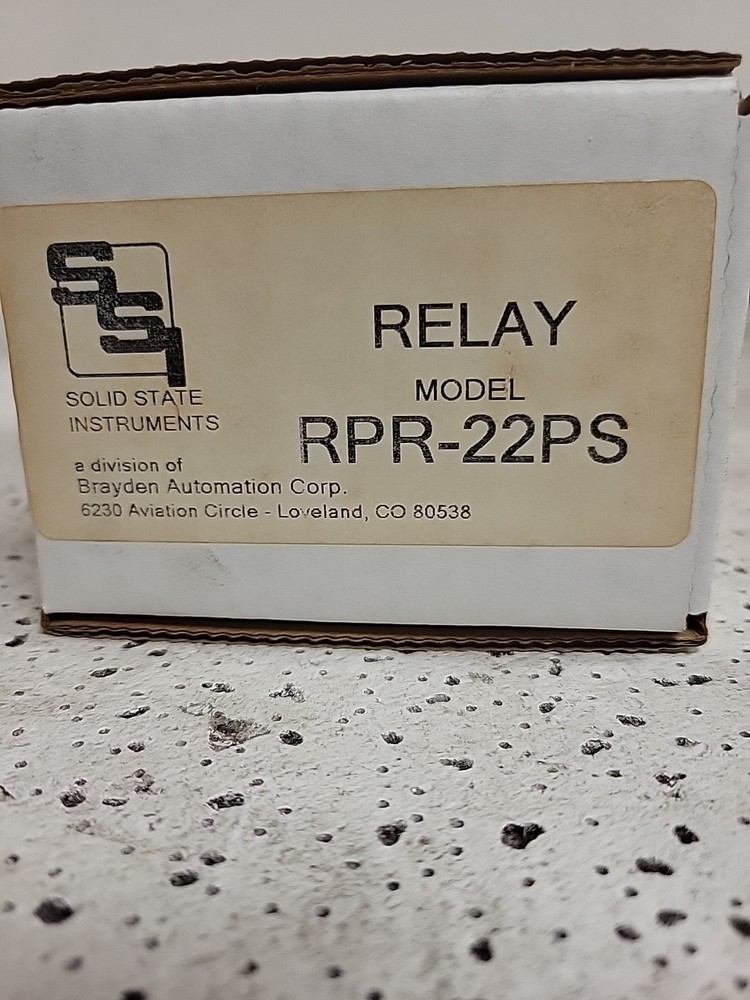 SSI
SOLID STATE
INSTRUMENTS
a division of
Brayden Automation Corp.
6230 Aviation Circle - Loveland, CO 80538
RELAY
MODEL
RPR-22PS